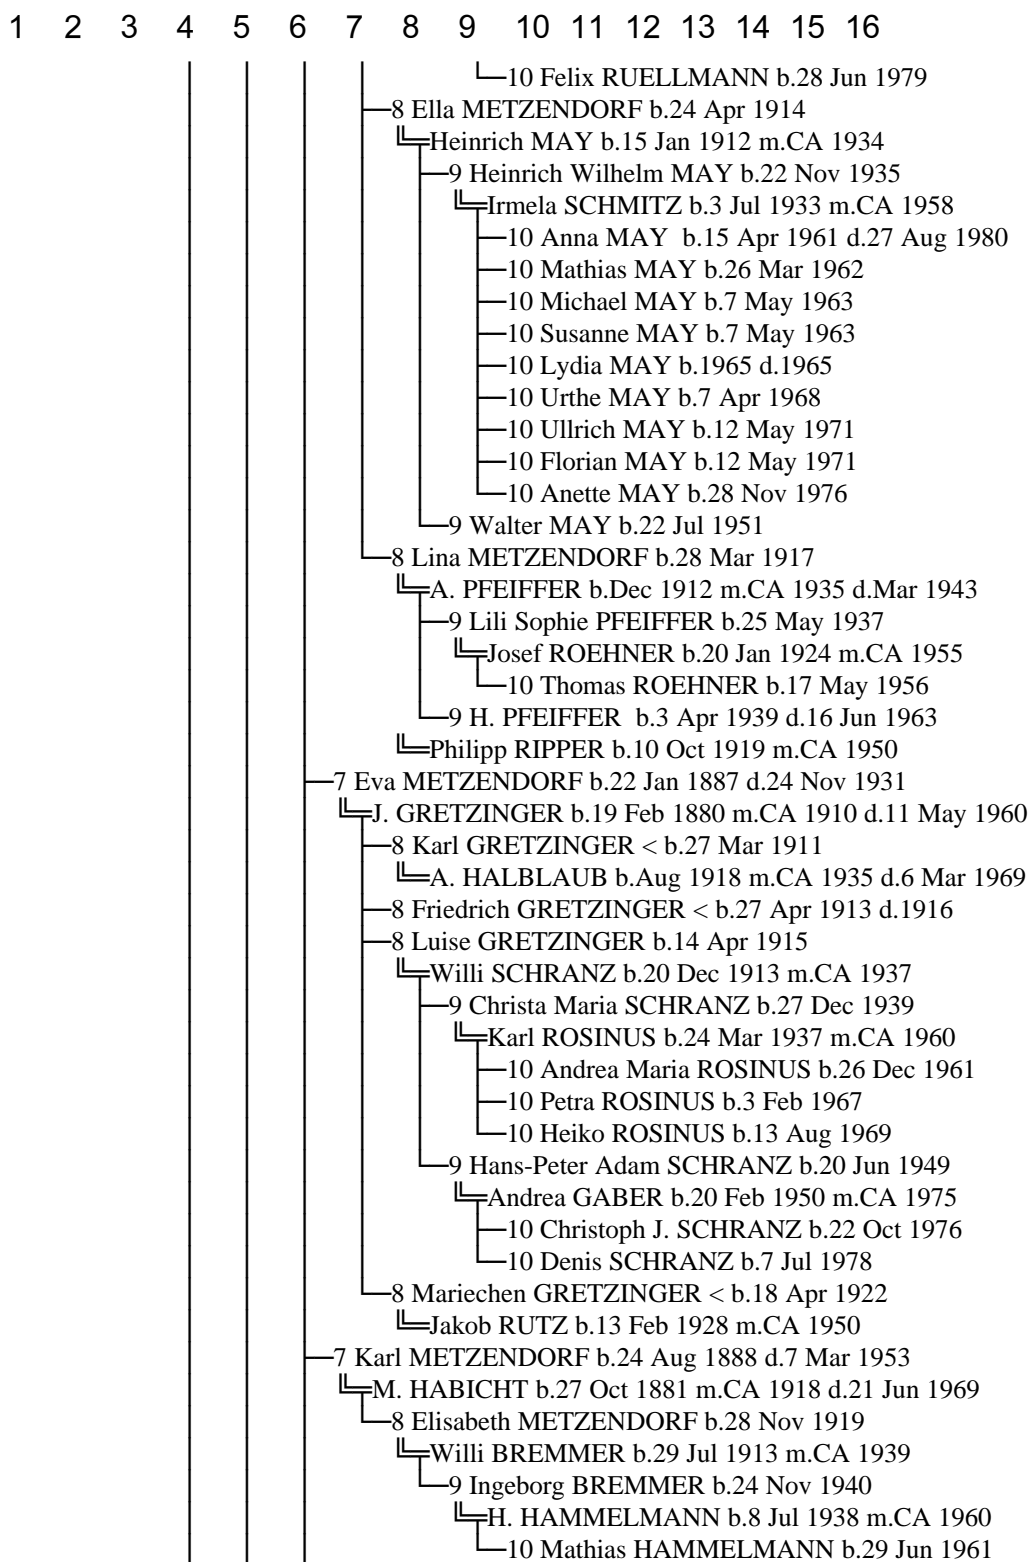 1 2 3 4 5 6 7 8 9 10 11 12 13 14 15 16
10 Felix RUELLMANN b.28 Jun 1979
8 Ella METZENDORF b.24 Apr 1914
Heinrich MAY b.15 Jan 1912 m.CA 1934
9 Heinrich Wilhelm MAY b.22 Nov 1935
Irmela SCHMITZ b.3 Jul 1933 m.CA 1958
10 Anna MAY b.15 Apr 1961 d.27 Aug 1980
10 Mathias MAY b.26 Mar 1962
10 Michael MAY b.7 May 1963
10 Susanne MAY b.7 May 1963
10 Lydia MAY b.1965 d.1965
10 Urthe MAY b.7 Apr 1968
10 Ullrich MAY b.12 May 1971
10 Florian MAY b.12 May 1971
10 Anette MAY b.28 Nov 1976
9 Walter MAY b.22 Jul 1951
8 Lina METZENDORF b.28 Mar 1917
A. PFEIFFER b.Dec 1912 m.CA 1935 d.Mar 1943
9 Lili Sophie PFEIFFER b.25 May 1937
Josef ROEHNER b.20 Jan 1924 m.CA 1955
10 Thomas ROEHNER b.17 May 1956
9 H. PFEIFFER b.3 Apr 1939 d.16 Jun 1963
Philipp RIPPER b.10 Oct 1919 m.CA 1950
7 Eva METZENDORF b.22 Jan 1887 d.24 Nov 1931
J. GRETZINGER b.19 Feb 1880 m.CA 1910 d.11 May 1960
8 Karl GRETZINGER < b.27 Mar 1911
A. HALBLAUB b.Aug 1918 m.CA 1935 d.6 Mar 1969
8 Friedrich GRETZINGER < b.27 Apr 1913 d.1916
8 Luise GRETZINGER b.14 Apr 1915
Willi SCHRANZ b.20 Dec 1913 m.CA 1937
9 Christa Maria SCHRANZ b.27 Dec 1939
Karl ROSINUS b.24 Mar 1937 m.CA 1960
10 Andrea Maria ROSINUS b.26 Dec 1961
10 Petra ROSINUS b.3 Feb 1967
10 Heiko ROSINUS b.13 Aug 1969
9 Hans-Peter Adam SCHRANZ b.20 Jun 1949
Andrea GABER b.20 Feb 1950 m.CA 1975
10 Christoph J. SCHRANZ b.22 Oct 1976
10 Denis SCHRANZ b.7 Jul 1978
8 Mariechen GRETZINGER < b.18 Apr 1922
Jakob RUTZ b.13 Feb 1928 m.CA 1950
7 Karl METZENDORF b.24 Aug 1888 d.7 Mar 1953
M. HABICHT b.27 Oct 1881 m.CA 1918 d.21 Jun 1969
8 Elisabeth METZENDORF b.28 Nov 1919
Willi BREMMER b.29 Jul 1913 m.CA 1939
9 Ingeborg BREMMER b.24 Nov 1940
H. HAMMELMANN b.8 Jul 1938 m.CA 1960
10 Mathias HAMMELMANN b.29 Jun 1961